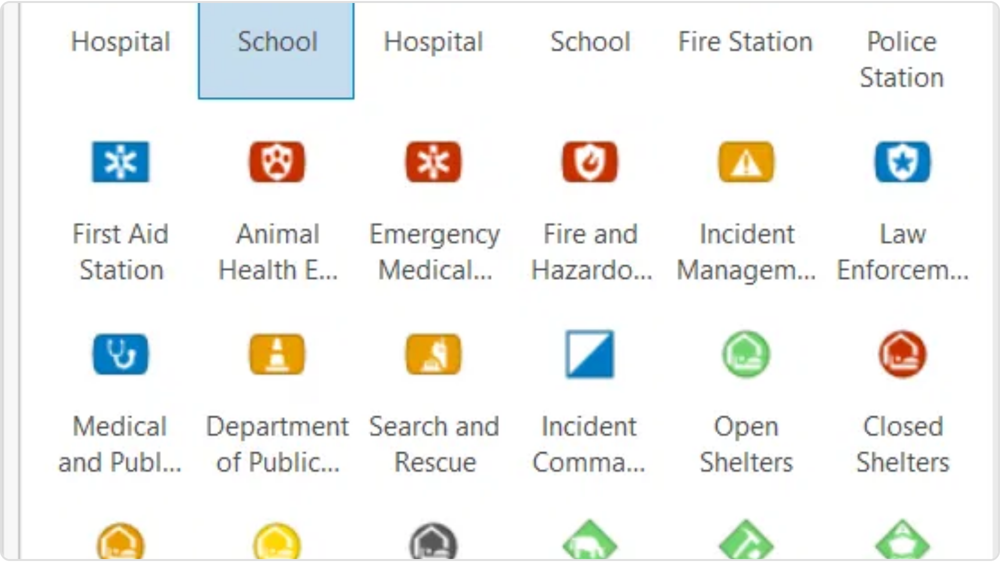 Hospital
School
Hospital
School
Fire Station
Police
Station
First Aid
Station
Animal
Health E...
Emergency
Medical...
Fire and
Hazardo...
Incident
Managem...
Law
Enforcem...
Medical
and Publ...
Department
of Public...
Search and
Rescue
Incident
Comma...
Open
Shelters
Closed
Shelters